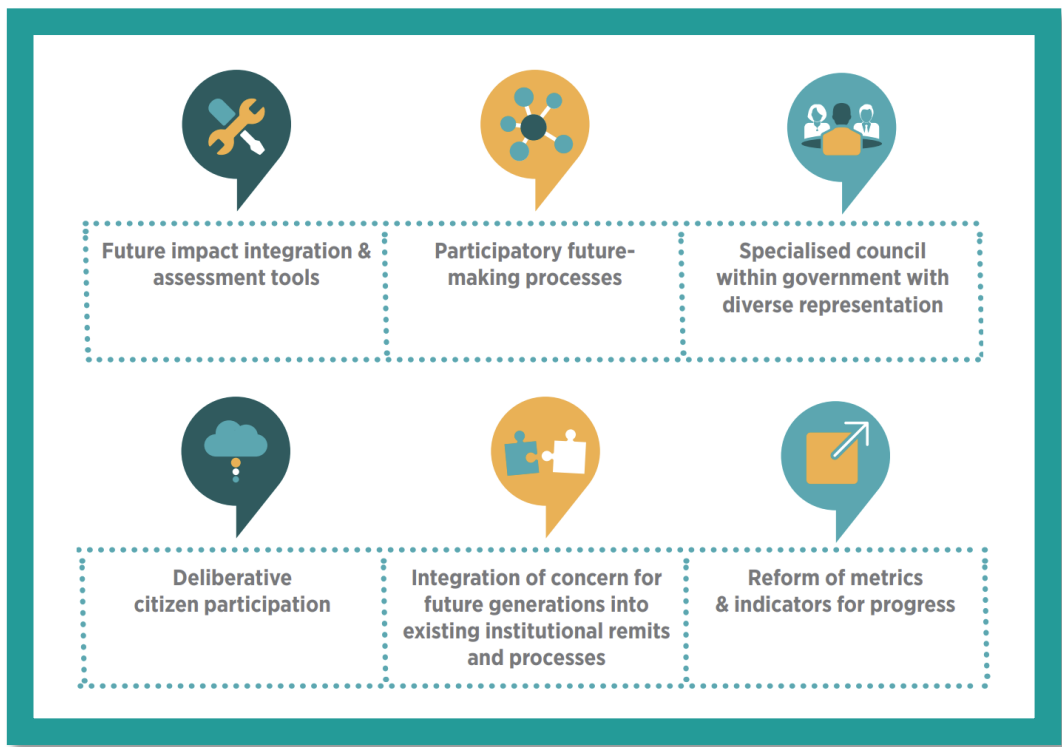 Future impact integration &
assessment tools
Participatory future-
making processes
Specialised council
within government with
diverse representation
Deliberative
citizen participation
Integration of concern for
future generations into
existing institutional remits
and processes
Reform of metrics
& indicators for progress